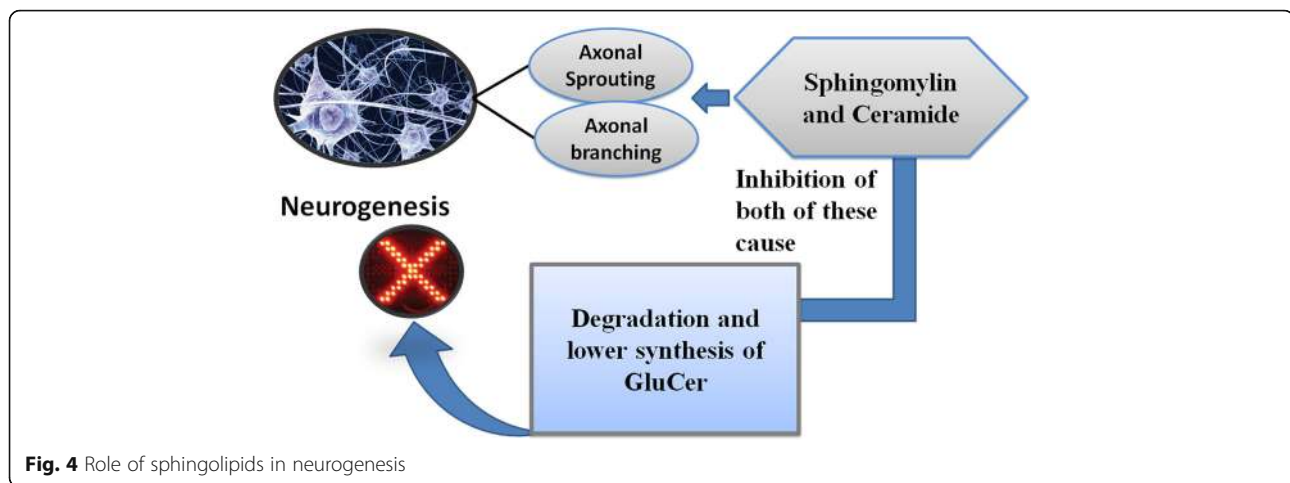 Axonal
Sprouting
Axonal
branching
Sphingomylin
and Ceramide
Neurogenesis
Inhibition of
both of these
cause
Degradation and
lower synthesis of
GluCer
Fig. 4 Role of sphingolipids in neurogenesis